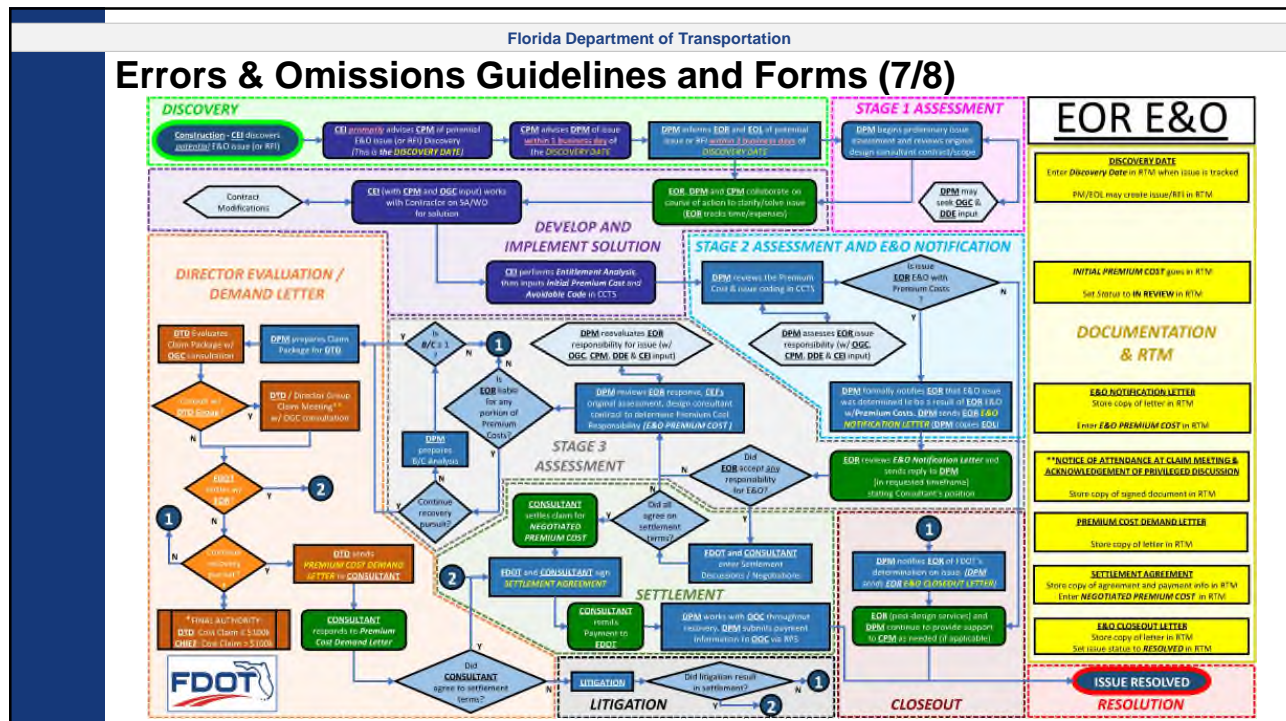 Florida Department of Transportation
Errors & Omissions Guidelines and Forms (7/8)
DISCOVERY
Construction - CEI discovers
potential E&O issue (or RFI)
CEI promptly advises CPM of potential
E&O issue (or RFI) Discovery
(This is the DISCOVERY DATE)
CPM advises DPM of issue
within 1 business day of
the DISCOVERY DATE
DPM informs EOR and EOL of potential
issue or RFI within 2 business days of
DISCOVERY DATE
STAGE 1 ASSESSMENT
DPM begins preliminary issue
assessment and reviews original
design consultant contract/scope
DPM may
seek OGC &
DDE input
Contract
Modifications
CEI (with CPM and OGC input) works
with Contractor on SA/WO
for solution
EOR, DPM and CPM collaborate on
course of action to clarify/solve issue
(EOR tracks time/expenses)
DEVELOP AND
IMPLEMENT SOLUTION
CEI performs Entitlement Analysis,
then inputs Initial Premium Cost and
Avoidable Code in CCTS
STAGE 2 ASSESSMENT AND E&O NOTIFICATION
DPM reviews the Premium
Cost & issue coding in CCTS
Is issue
EOR E&O with
Premium Costs
?
N
Y
DPM assesses EOR issue
responsibility (w/ OGC,
CPM, DDE & CEI input)
DPM formally notifies EOR that E&O issue
was determined to be a result of EOR E&O
w/Premium Costs. DPM sends EOR E&O
NOTIFICATION LETTER (DPM copies EOL)
EOR reviews E&O Notification Letter and
sends reply to DPM
(in requested timeframe)
stating Consultant's position
STAGE 3
ASSESSMENT
Did
EOR accept any
responsibility
for E&O?
N
Y
DPM reviews EOR response, CEI's
original assessment, design consultant
contract to determine Premium Cost
Responsibility (E&O PREMIUM COST)
DPM reevaluates EOR
responsibility for issue (w/
OGC, CPM, DDE & CEI input)
Is
EOR liable
for any
portion of
Premium
Costs?
N
Y
1
Continue
recovery
pursuit?
N
Y
DPM
prepares
B/C Analysis
Is
B/C ≥ 1
?
Y
N
DIRECTOR EVALUATION /
DEMAND LETTER
DPM prepares Claim
Package for DTD
DTD Evaluates
Claim Package w/
OGC consultation
Consult w/
DTD Group?
Y
N
DTD / Director Group
Claim Meeting**
w/ OGC consultation
FDOT
settles w/
EOR?
Y
2
N
1
Continue
recovery
pursuit?
N
Y
DTD sends
PREMIUM COST DEMAND
LETTER to CONSULTANT
*FINAL AUTHORITY:
DTD Cost Claim ≤ $100k
CHIEF Cost Claim > $100k
CONSULTANT
responds to Premium
Cost Demand Letter
Did
CONSULTANT
agree to settlement
terms?
Y
N
2
FDOT
SETTLEMENT
FDOT and CONSULTANT
enter Settlement
Discussions / Negotiations
Did all
agree on
settlement
terms?
Y
N
CONSULTANT
settles claim for
NEGOTIATED
PREMIUM COST
FDOT and CONSULTANT sign
SETTLEMENT AGREEMENT
CONSULTANT
remits
Payment to
FDOT
DPM works with OOC throughout
recovery. DPM submits payment
information to OOC via RPS
LITIGATION
LITIGATION
Did litigation result
in settlement?
N
1
Y
2
1
DPM notifies EOR of FDOT's
determination on issue. (DPM
sends EOR E&O CLOSEOUT LETTER)
EOR (post-design services) and
DPM continue to provide support
to CPM as needed (if applicable)
CLOSEOUT
EOR E&O
DISCOVERY DATE
Enter Discovery Date in RTM when issue is tracked
PM/EOL may create issue/RFI in RTM
INITIAL PREMIUM COST goes in RTM
Set Status to IN REVIEW in RTM
DOCUMENTATION
& RTM
E&O NOTIFICATION LETTER
Store copy of letter in RTM
Enter E&O PREMIUM COST in RTM
**NOTICE OF ATTENDANCE AT CLAIM MEETING &
ACKNOWLEDGEMENT OF PRIVILEGED DISCUSSION
Store copy of signed document in RTM
PREMIUM COST DEMAND LETTER
Store copy of letter in RTM
SETTLEMENT AGREEMENT
Store copy of agreement and payment info in RTM
Enter NEGOTIATED PREMIUM COST in RTM
E&O CLOSEOUT LETTER
Store copy of letter in RTM
Set issue status to RESOLVED in RTM
ISSUE RESOLVED
RESOLUTION